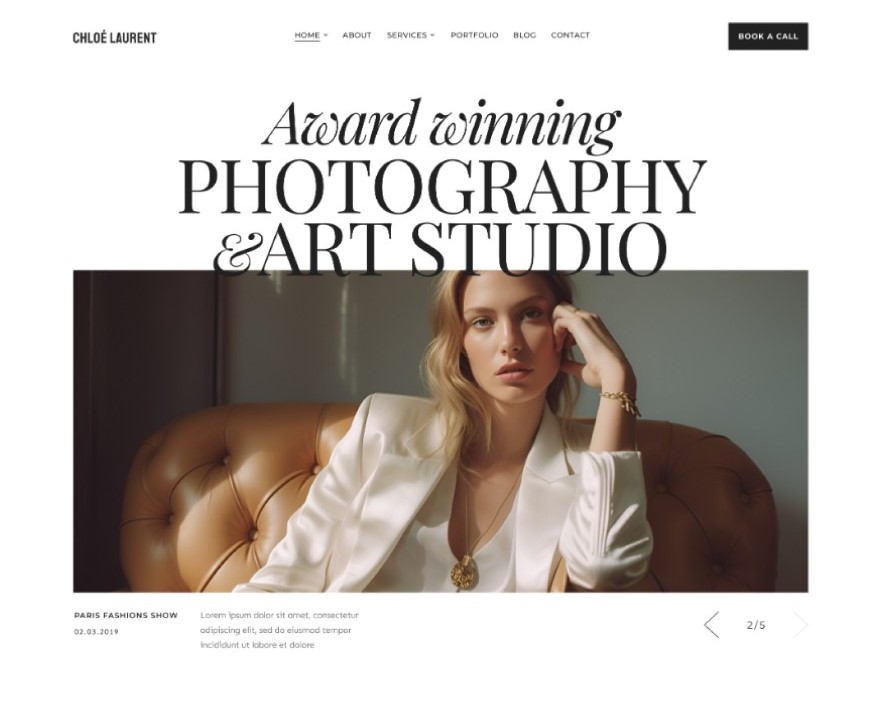 CHLOÉ LAURENT
HOME ABOUT SERVICES PORTFOLIO BLOG CONTACT
BOOK A CALL
Award winning
PHOTOGRAPHY
&ART STUDIO
PARIS FASHIONS SHOW
02.03.2019
Lorem ipsum dolor sit amet, consectetur
adipiscing elit, sed do eiusmod tempor
incididunt ut labore et dolore
2/5